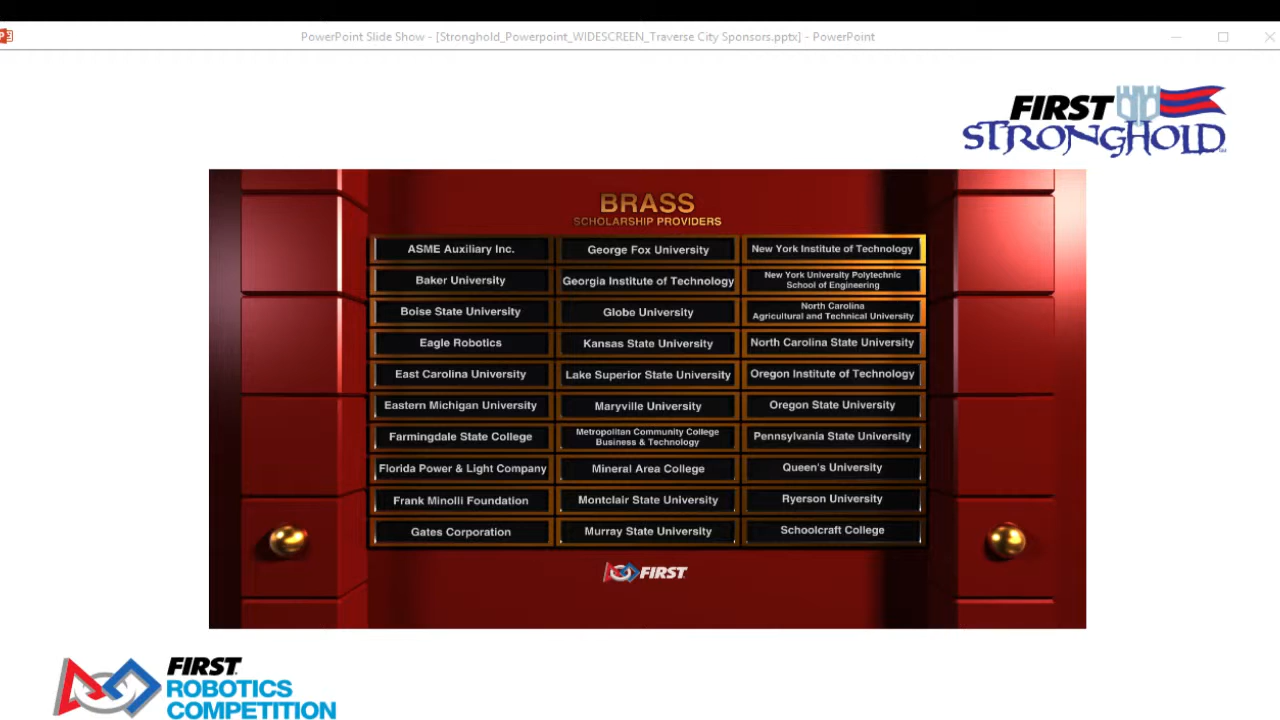 PowerPoint Slide Show - [Stronghold_Powerpoint_WIDESCREEN_Traverse City Sponsors.pptx] - PowerPoint
FIRST
STRONGHOLD
BRASS
SCHOLARSHIP PROVIDERS
ASME Auxiliary Inc.
Baker University
Boise State University
Eagle Robotics
East Carolina University
Eastern Michigan University
Farmingdale State College
Florida Power & Light Company
Frank Minolli Foundation
Gates Corporation
George Fox University
Georgia Institute of Technology
Globe University
Kansas State University
Lake Superior State University
Maryville University
Metropolitan Community College
Business & Technology
Mineral Area College
Montclair State University
Murray State University
New York Institute of Technology
New York University Polytechnic
School of Engineering
North Carolina
Agricultural and Technical University
North Carolina State University
Oregon Institute of Technology
Oregon State University
Pennsylvania State University
Queen's University
Ryerson University
Schoolcraft College
FIRST
FIRST
ROBOTICS
COMPETITION